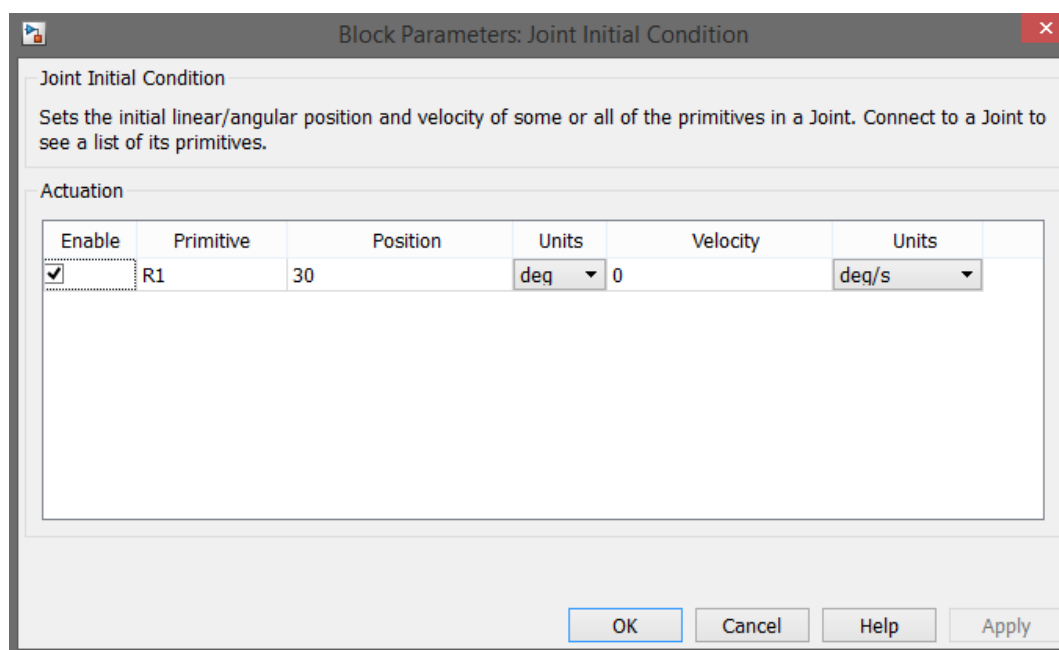 Block Parameters: Joint Initial Condition
Joint Initial Condition
Sets the initial linear/angular position and velocity of some or all of the primitives in a Joint. Connect to a Joint to
see a list of its primitives.
Actuation
Enable Primitive Position Units Velocity Units
R1 30 deg 0 deg/s
OK Cancel Help Apply